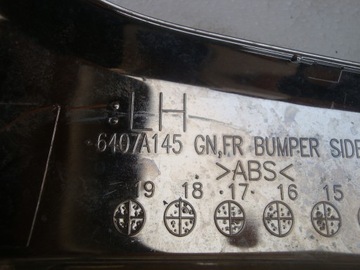 LH
6407A145 GN,FR BUMPER SIDE
>ABS<
19 18 17 16 15